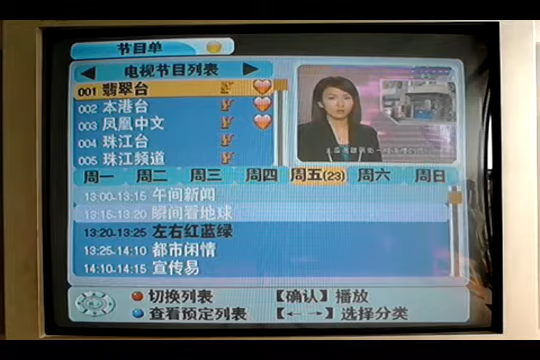 节目单
电视节目列表
001 翡翠台
002 本港台
003 凤凰中文
004 珠江台
005 珠江频道
周一 周二 周三 周四 周五(23) 周六 周日
13:00-13:15 午间新闻
13:15-13:20 瞬间看地球
13:20-13:25 左右红蓝绿
13:25-14:10 都市闲情
14:10-14:15 宣传易
切换列表 【确认】播放
查看预定列表 【← →】选择分类